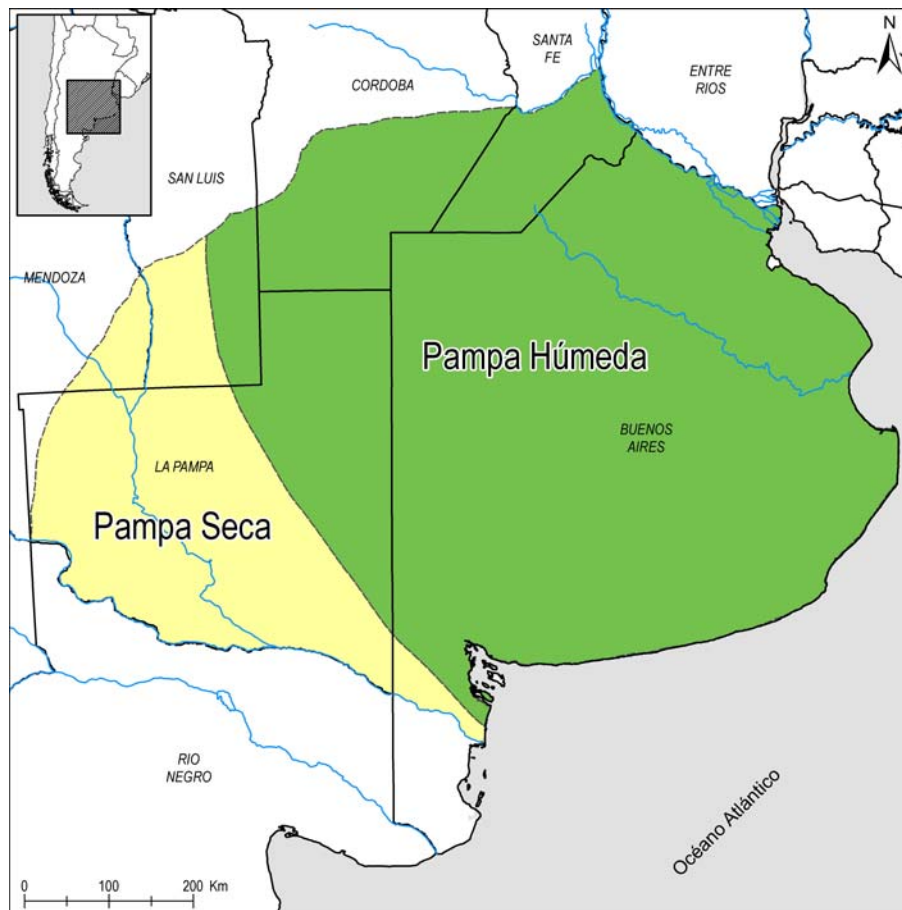 N
SANTA
FE
CORDOBA
ENTRE
RIOS
SAN LUIS
MENDOZA
Pampa Húmeda
BUENOS
AIRES
LA PAMPA
Pampa Seca
RIO
NEGRO
Océano Atlántico
0 100 200 Km